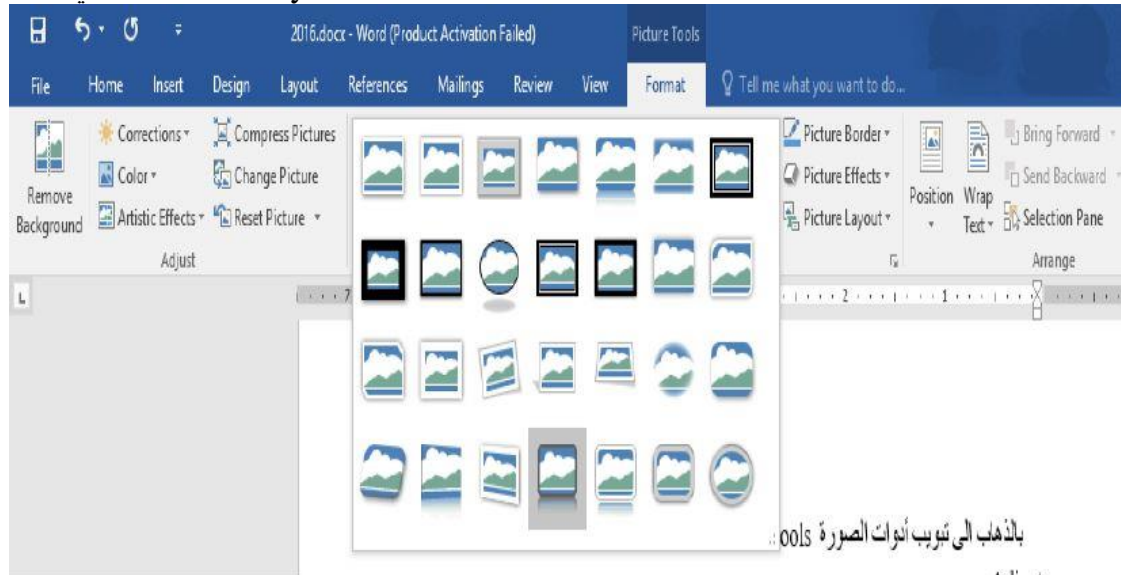 2016.docx - Word (Product Activation Failed)
Picture Tools
File Home Insert Design Layout References Mailings Review View Format Tell me what you want to do...
Remove Background
Corrections
Color
Artistic Effects
Compress Pictures
Change Picture
Reset Picture
Adjust
Picture Border
Picture Effects
Picture Layout
Position
Wrap Text
Bring Forward
Send Backward
Selection Pane
Arrange
L
7 2 1
بالذهاب الى تبويب أدوات الصورة ools